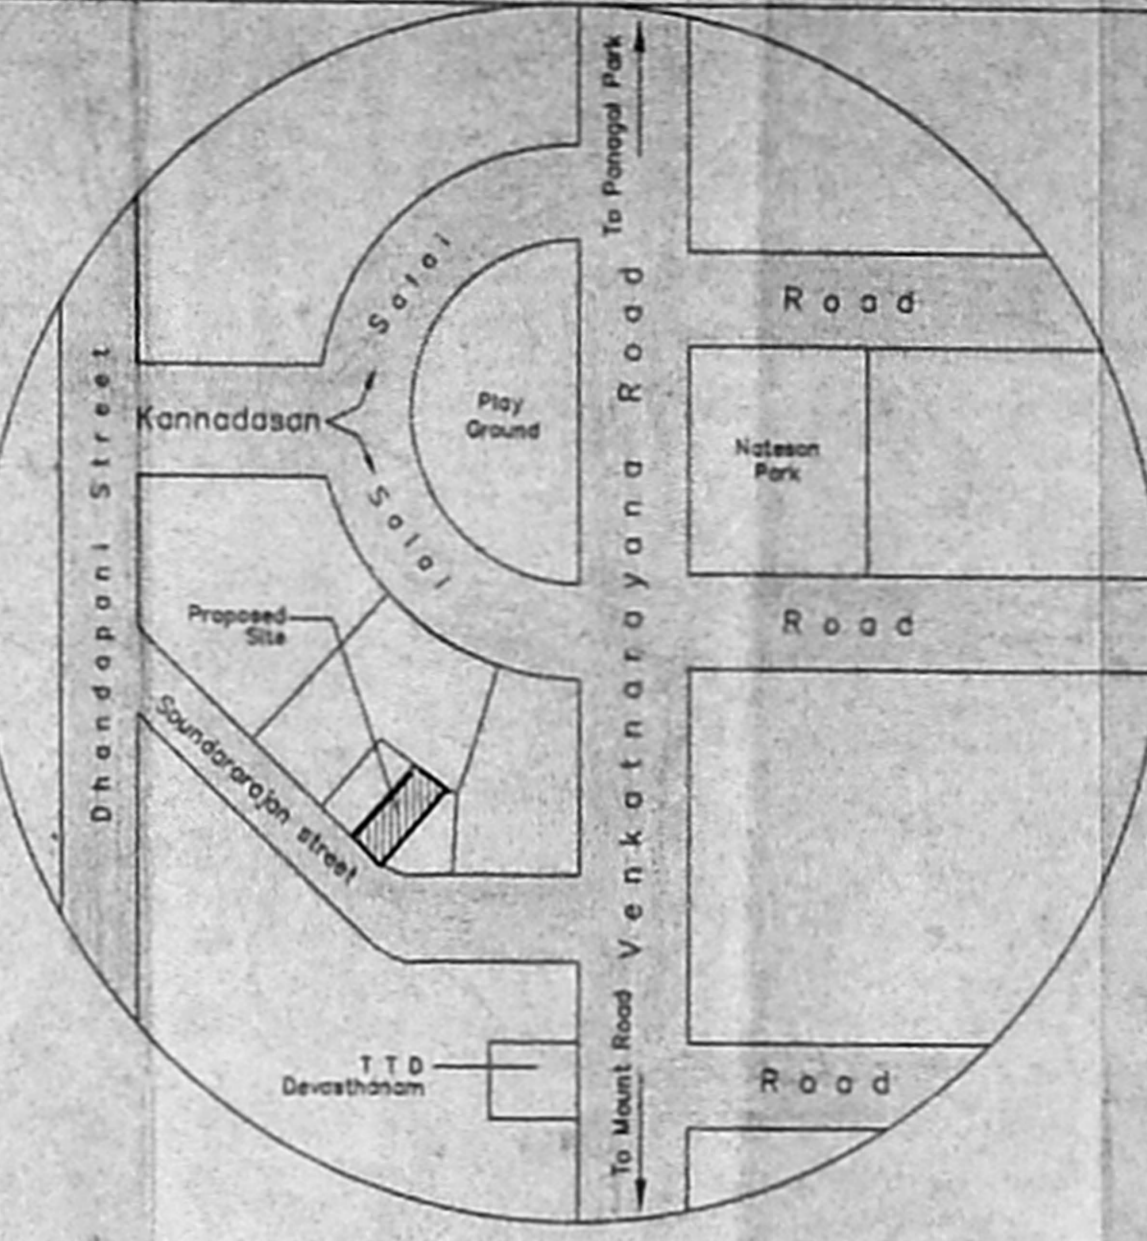 To Panagal Park
Salai
Road
Dhandapani Street
Kannadasan
Play
Ground
Venkatnarayana Road
Nateson
Park
Salai
Proposed
Site
Road
Soundararajan street
To Mount Road
T T D
Devasthanam
Road